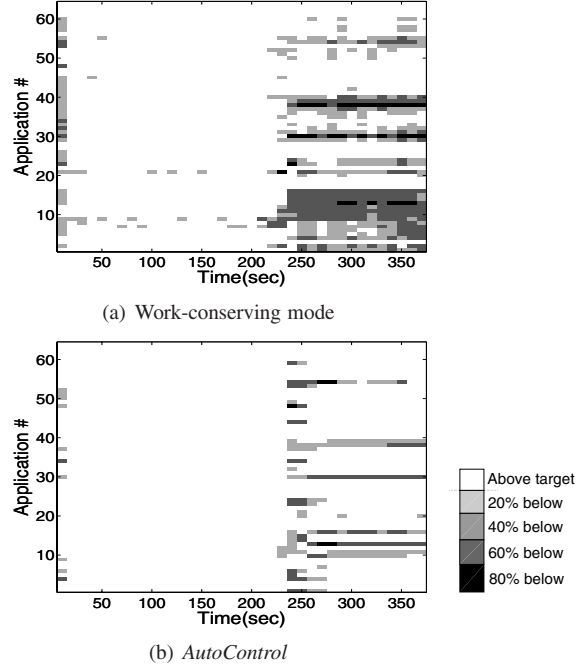 60
50
40
30
20
10
Application #
50 100 150 200 250 300 350
Time(sec)
(a) Work-conserving mode
60
50
40
30
20
10
Application #
50 100 150 200 250 300 350
Time(sec)
(b) AutoControl
Above target
20% below
40% below
60% below
80% below